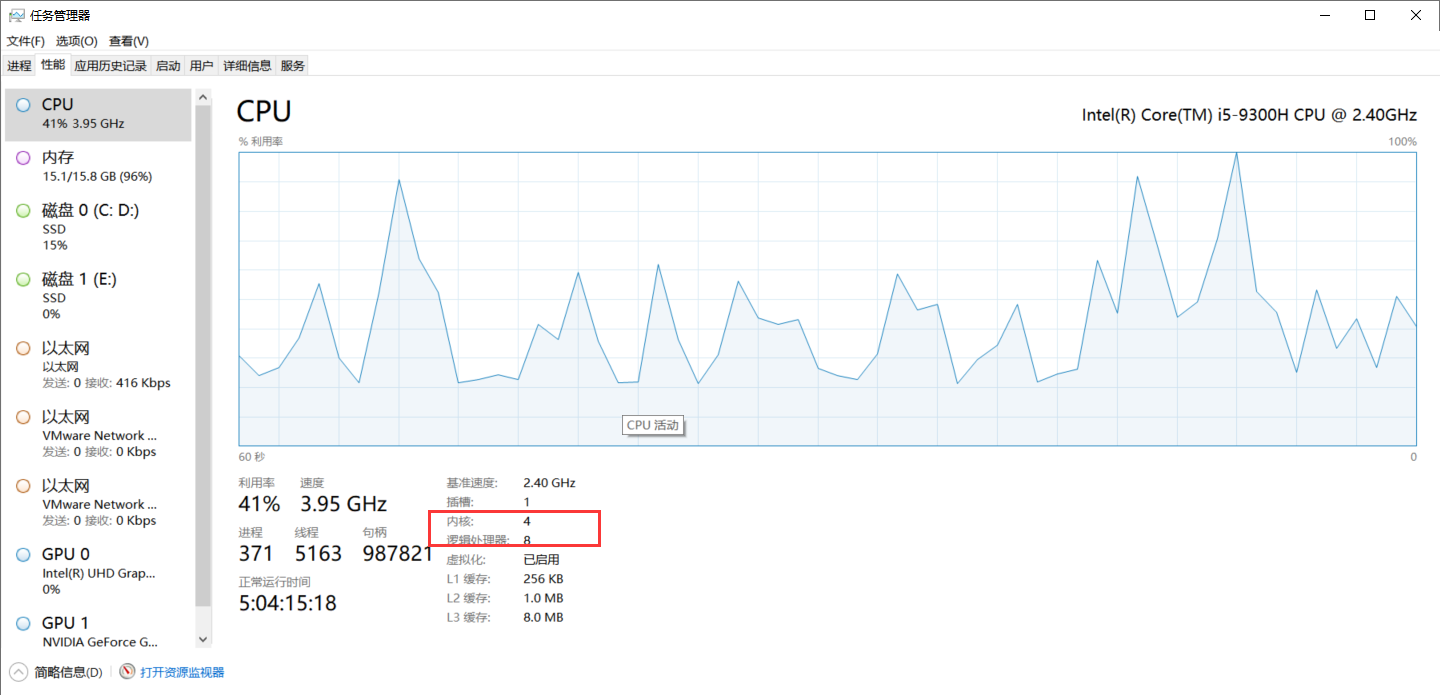 任务管理器
文件(F) 选项(O) 查看(V)
进程 性能 应用历史记录 启动 用户 详细信息 服务
CPU
41% 3.95 GHz
内存
15.1/15.8 GB (96%)
磁盘 0 (C: D:)
SSD
15%
磁盘 1 (E:)
SSD
0%
以太网
以太网
发送: 0 接收: 416 Kbps
以太网
VMware Network ...
发送: 0 接收: 0 Kbps
以太网
VMware Network ...
发送: 0 接收: 0 Kbps
GPU 0
Intel(R) UHD Grap...
0%
GPU 1
NVIDIA GeForce G...
CPU
Intel(R) Core(TM) i5-9300H CPU @ 2.40GHz
% 利用率
100%
CPU 活动
60 秒
0
利用率 速度
41% 3.95 GHz
进程 线程 句柄
371 5163 987821
正常运行时间
5:04:15:18
基准速度: 2.40 GHz
插槽: 1
内核: 4
逻辑处理器: 8
虚拟化: 已启用
L1 缓存: 256 KB
L2 缓存: 1.0 MB
L3 缓存: 8.0 MB
简略信息(D)
打开资源监视器